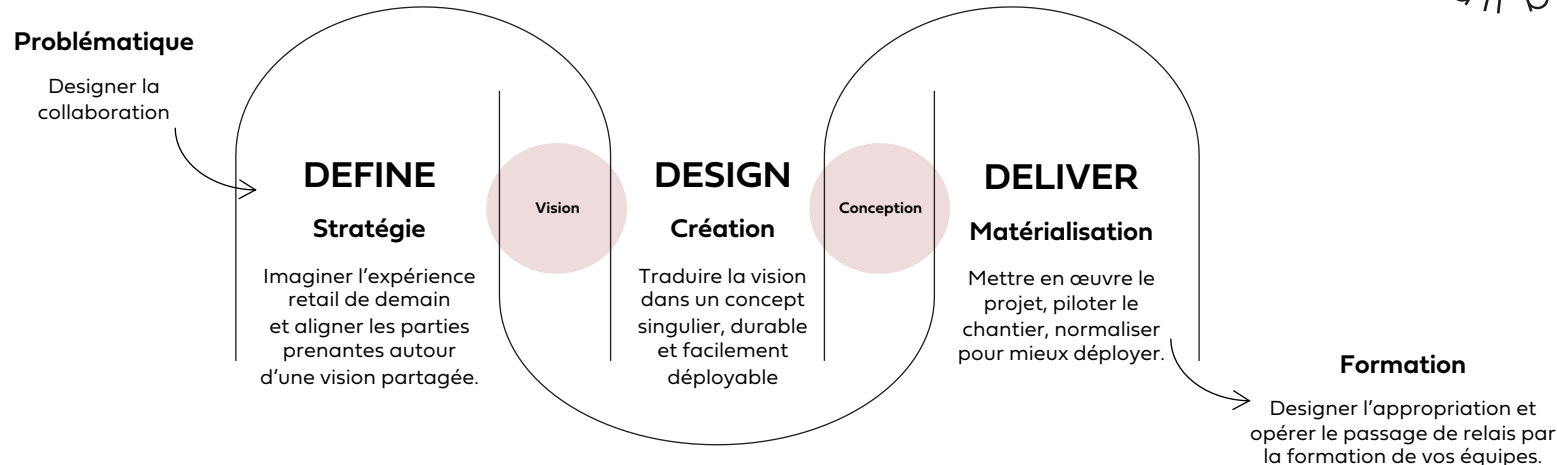 Problématique
Designer la
collaboration
DEFINE
Stratégie
Imaginer l’expérience
retail de demain
et aligner les parties
prenantes autour
d’une vision partagée.
Vision
DESIGN
Création
Traduire la vision
dans un concept
singulier, durable
et facilement
déployable
Conception
DELIVER
Matérialisation
Mettre en œuvre le
projet, piloter le
chantier, normaliser
pour mieux déployer.
Formation
Designer l’appropriation et
opérer le passage de relais par
la formation de vos équipes.